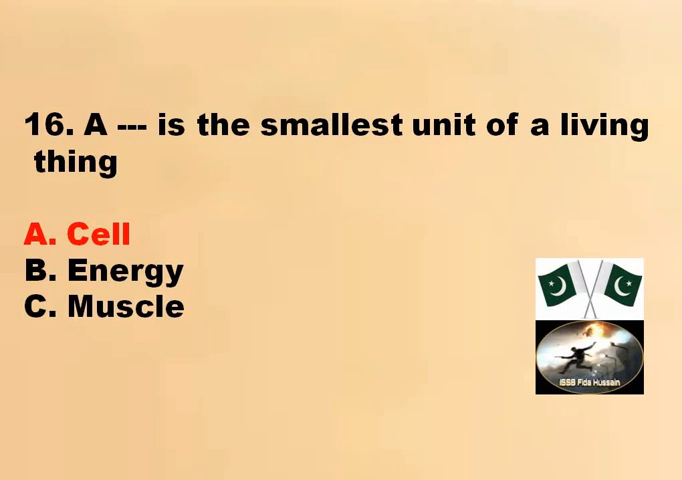 16. A --- is the smallest unit of a living
thing
A. Cell
B. Energy
C. Muscle
ISSB Fida Hussain